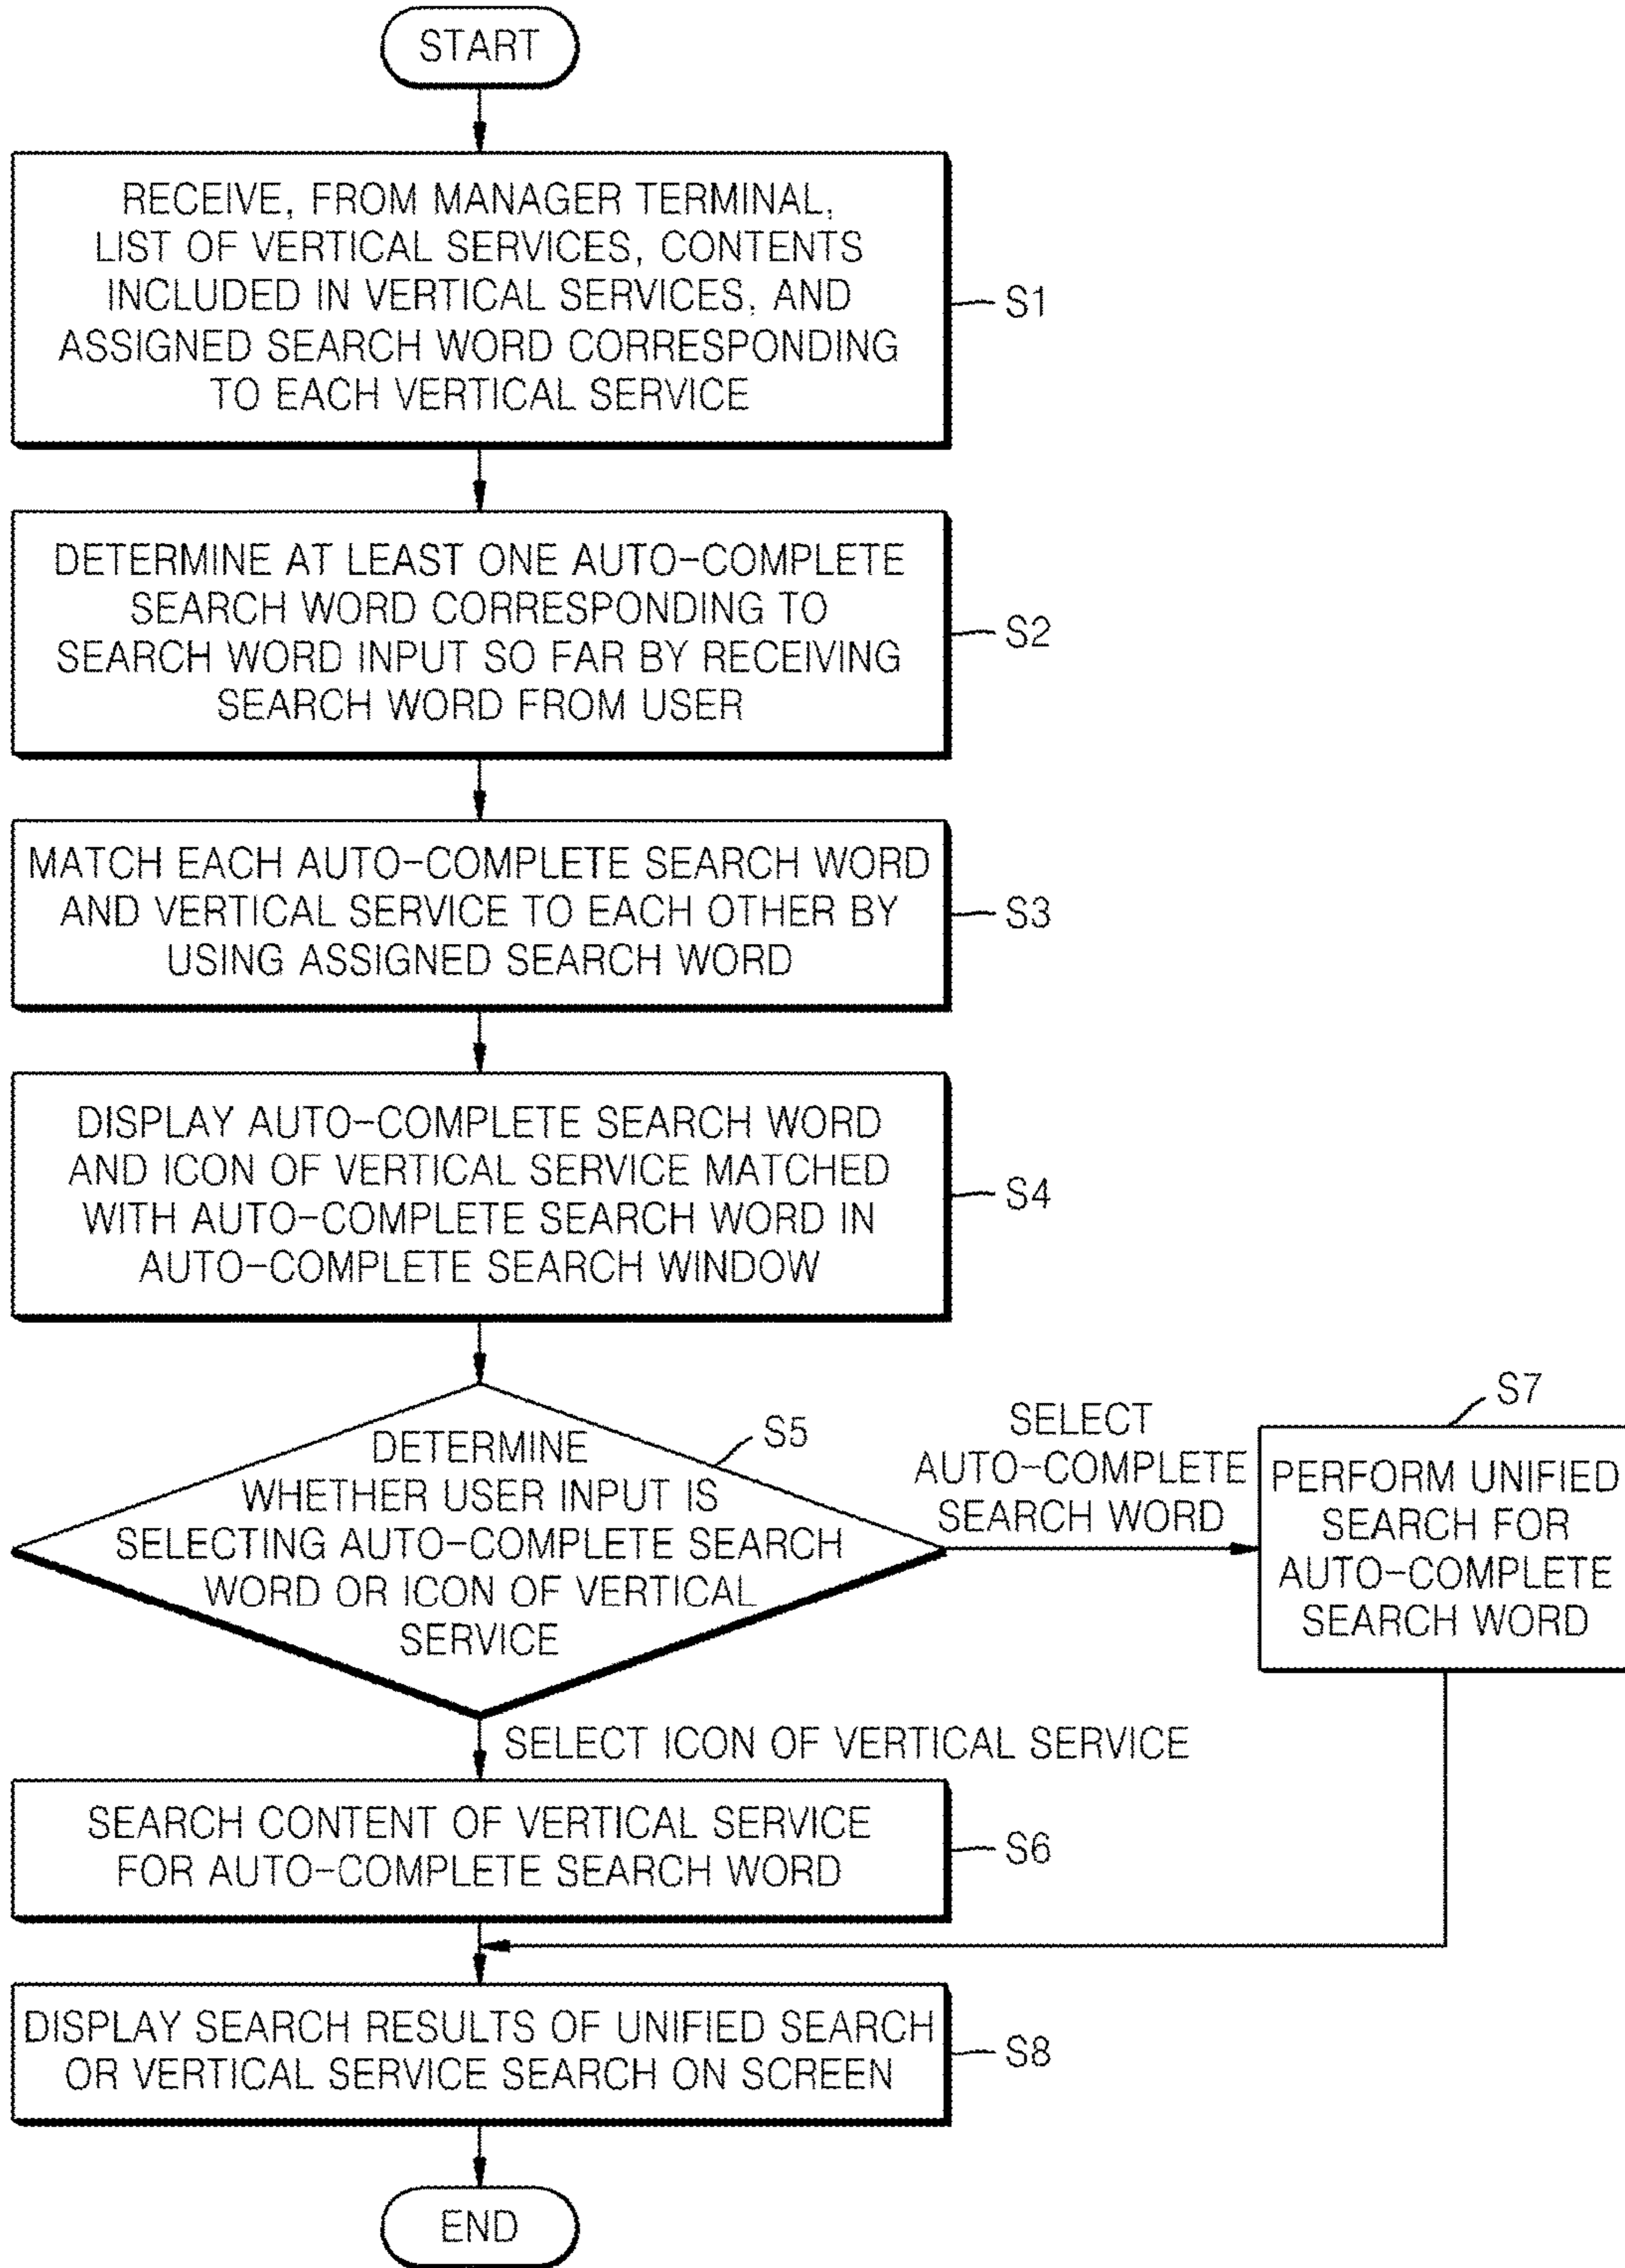 START
RECEIVE, FROM MANAGER TERMINAL,
LIST OF VERTICAL SERVICES, CONTENTS
INCLUDED IN VERTICAL SERVICES, AND
ASSIGNED SEARCH WORD CORRESPONDING
TO EACH VERTICAL SERVICE
S1
DETERMINE AT LEAST ONE AUTO-COMPLETE
SEARCH WORD CORRESPONDING TO
SEARCH WORD INPUT SO FAR BY RECEIVING
SEARCH WORD FROM USER
S2
MATCH EACH AUTO-COMPLETE SEARCH WORD
AND VERTICAL SERVICE TO EACH OTHER BY
USING ASSIGNED SEARCH WORD
S3
DISPLAY AUTO-COMPLETE SEARCH WORD
AND ICON OF VERTICAL SERVICE MATCHED
WITH AUTO-COMPLETE SEARCH WORD IN
AUTO-COMPLETE SEARCH WINDOW
S4
DETERMINE
WHETHER USER INPUT IS
SELECTING AUTO-COMPLETE SEARCH
WORD OR ICON OF VERTICAL
SERVICE
S5
SELECT
AUTO-COMPLETE
SEARCH WORD
S7
PERFORM UNIFIED
SEARCH FOR
AUTO-COMPLETE
SEARCH WORD
SELECT ICON OF VERTICAL SERVICE
SEARCH CONTENT OF VERTICAL SERVICE
FOR AUTO-COMPLETE SEARCH WORD
S6
DISPLAY SEARCH RESULTS OF UNIFIED SEARCH
OR VERTICAL SERVICE SEARCH ON SCREEN
S8
END